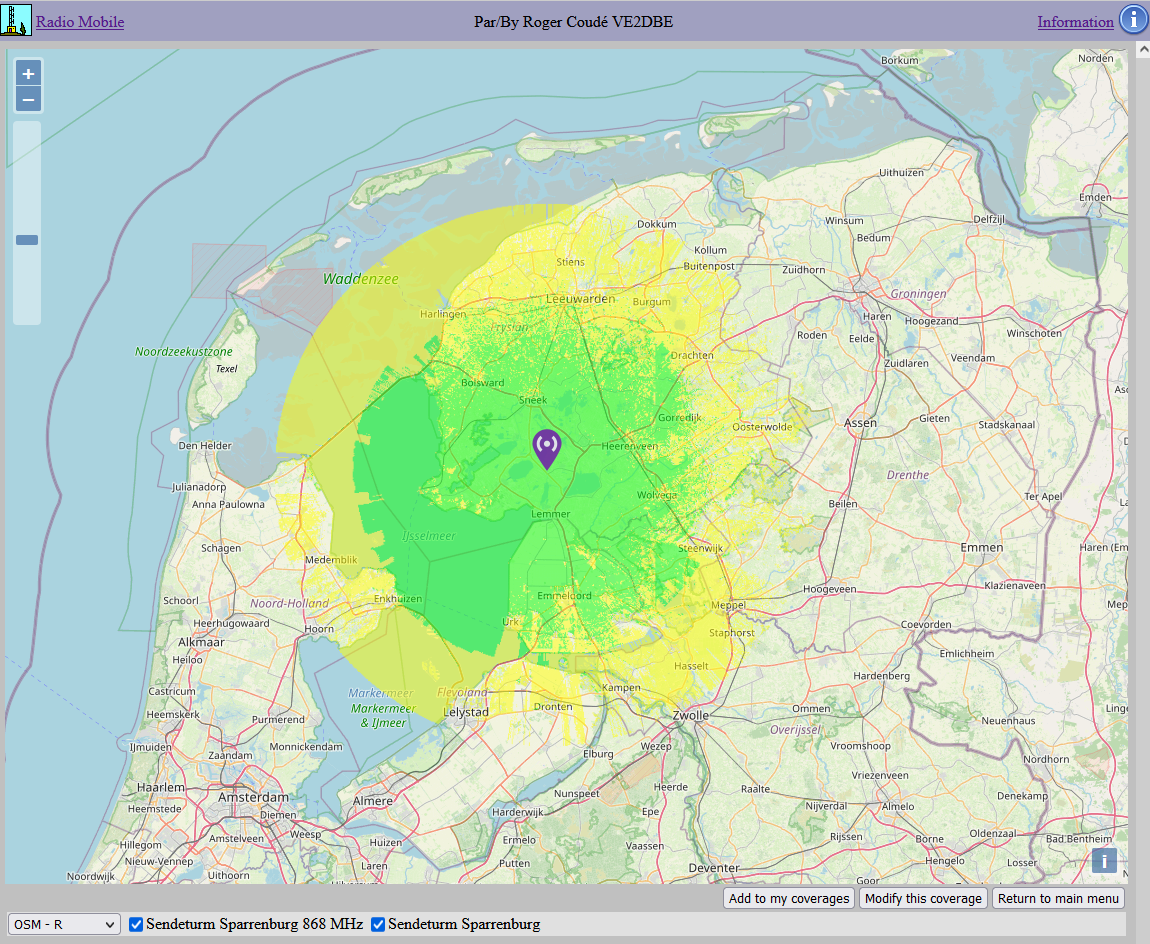 Radio Mobile
Par/By Roger Coudé VE2DBE
Information
i
+
−
Borkum
Norden
Uithuizen
Emden
Dokkum
Winsum
Delfzijl
Bedum
Kollum
Stiens
Buitenpost
Zuidhorn
Waddenzee
Leeuwarden
Burgum
Groningen
Harlingen
Haren
Hoogezand
Fryslân
Roden
Eelde
Winschoten
Noordzeekustzone
Drachten
Zuidlaren
Veendam
Texel
Bolsward
Asc
Sneek
Gorredijk
Gieten
Oosterwolde
Assen
Stadskanaal
Den Helder
Heerenveen
Drenthe
Julianadorp
Wolvega
Ter Apel
Anna Paulowna
Beilen
Lemmer
IJsselmeer
Schagen
Steenwijk
Emmen
Haren (Em
Medemblik
Klazienaveen
Hoogeveen
Schoorl
Noord-Holland
Enkhuizen
Emmeloord
Meppel
Mep
Heerhugowaard
Hoorn
Urk
Staphorst
Coevorden
Alkmaar
Emlichheim
Heiloo
Hasselt
Hardenberg
Castricum
Markermeer
Flevoland
Kampen
Markermeer
& IJmeer
Lelystad
Dronten
Ommen
Ling
Heemskerk
Purmerend
Zwolle
Neuenhaus
Overijssel
IJmuiden
Monnickendam
Wezep
Vroomshoop
Zaandam
Elburg
Nordhorn
Haarlem
Heerde
Raalte
Vriezenveen
Amsterdam
Almere
Nunspeet
Denekamp
Heemstede
Diemen
Harderwijk
Epe
Nijverdal
Almelo
Amstelveen
Weesp
Huizen
Ermelo
Vaassen
Rijssen
Borne
Oldenzaal
Bad Bentheim
Hillegom
Nieuw-Vennep
Laren
Putten
Deventer
Hengelo
Losser
Noordwijk
Uithoorn
Hilversum
Goor
i
Add to my coverages
Modify this coverage
Return to main menu
OSM - R
Sendeturm Sparrenburg 868 MHz
Sendeturm Sparrenburg